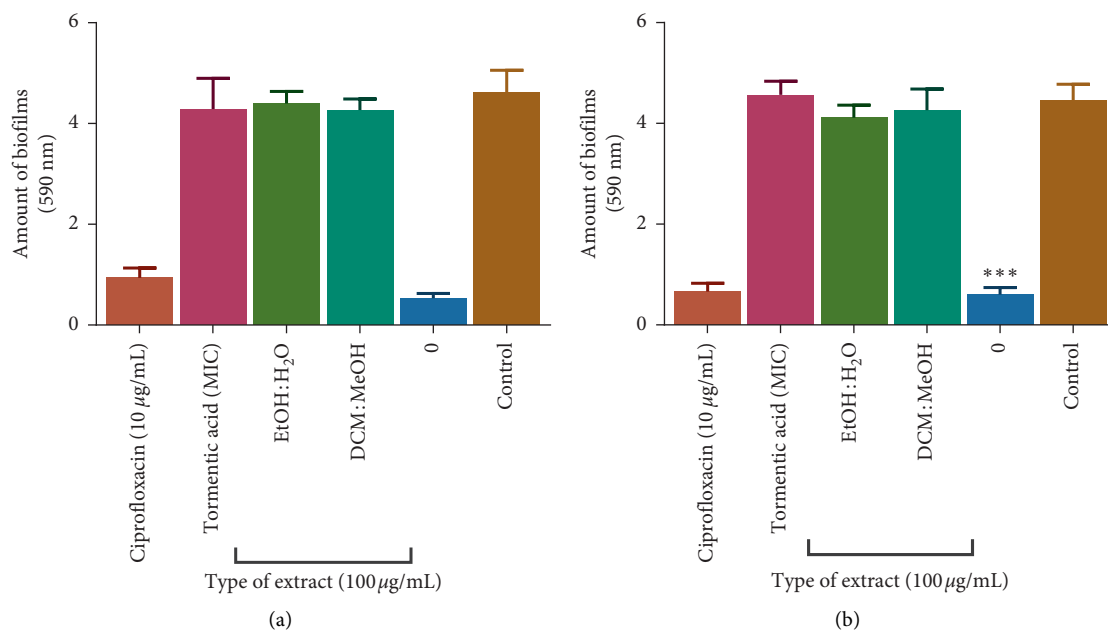 6
4
2
0
Amount of biofilms
(590 nm)
Ciprofloxacin (10 μg/mL)
Tormentic acid (MIC)
EtOH:H₂O
DCM:MeOH
0
Control
Type of extract (100 μg/mL)
(a)
6
4
2
0
Amount of biofilms
(590 nm)
***
Ciprofloxacin (10 μg/mL)
Tormentic acid (MIC)
EtOH:H₂O
DCM:MeOH
0
Control
Type of extract (100 μg/mL)
(b)